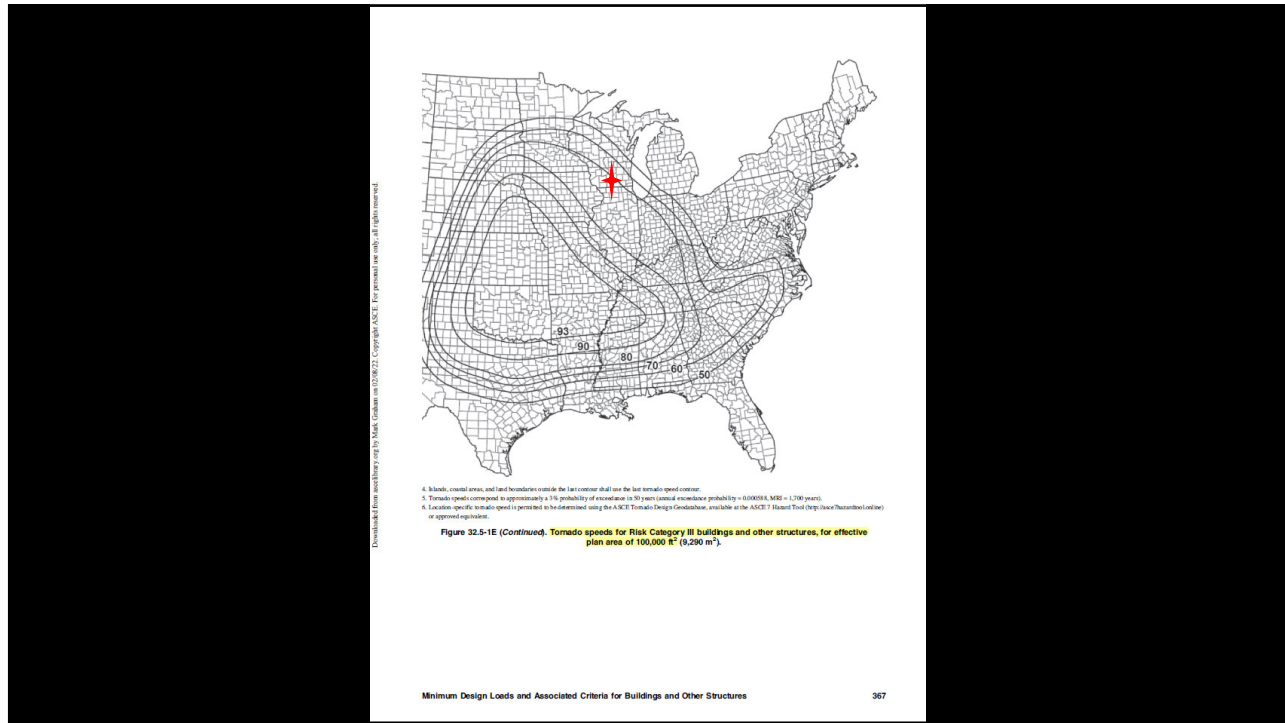 Downloaded from ascelibrary.org by Mark Graham on 02/08/22. Copyright ASCE. For personal use only; all rights reserved.
93
90
80
70
60
50
4. Islands, coastal areas, and land boundaries outside the last contour shall use the last tornado speed contour.
5. Tornado speeds correspond to approximately a 3% probability of exceedance in 50 years (annual exceedance probability = 0.000588, MRI = 1,700 years).
6. Location-specific tornado speed is permitted to be determined using the ASCE Tornado Design Geodatabase, available at the ASCE 7 Hazard Tool (http://asce7hazardtool.online)
or approved equivalent.
Figure 32.5-1E (Continued). Tornado speeds for Risk Category III buildings and other structures, for effective
plan area of 100,000 ft² (9,290 m²).
Minimum Design Loads and Associated Criteria for Buildings and Other Structures 367